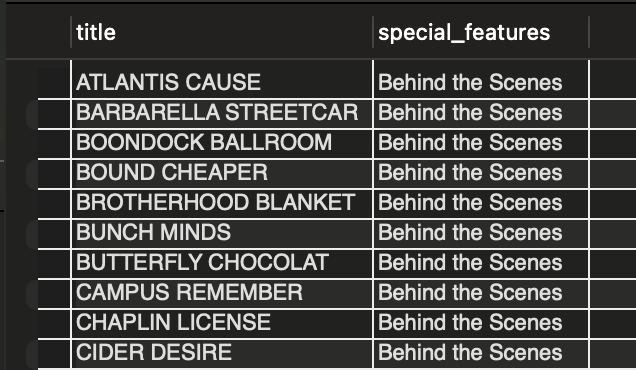 title special_features
ATLANTIS CAUSE Behind the Scenes
BARBARELLA STREETCAR Behind the Scenes
BOONDOCK BALLROOM Behind the Scenes
BOUND CHEAPER Behind the Scenes
BROTHERHOOD BLANKET Behind the Scenes
BUNCH MINDS Behind the Scenes
BUTTERFLY CHOCOLAT Behind the Scenes
CAMPUS REMEMBER Behind the Scenes
CHAPLIN LICENSE Behind the Scenes
CIDER DESIRE Behind the Scenes